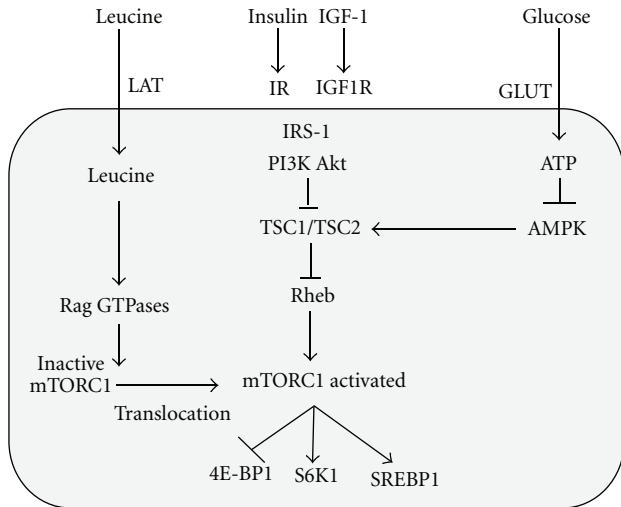 Leucine Insulin IGF-1 Glucose
LAT IR IGF1R GLUT
IRS-1
Leucine PI3K Akt ATP
TSC1/TSC2 AMPK
Rag GTPases Rheb
Inactive
mTORC1 mTORC1 activated
Translocation
4E-BP1 S6K1 SREBP1